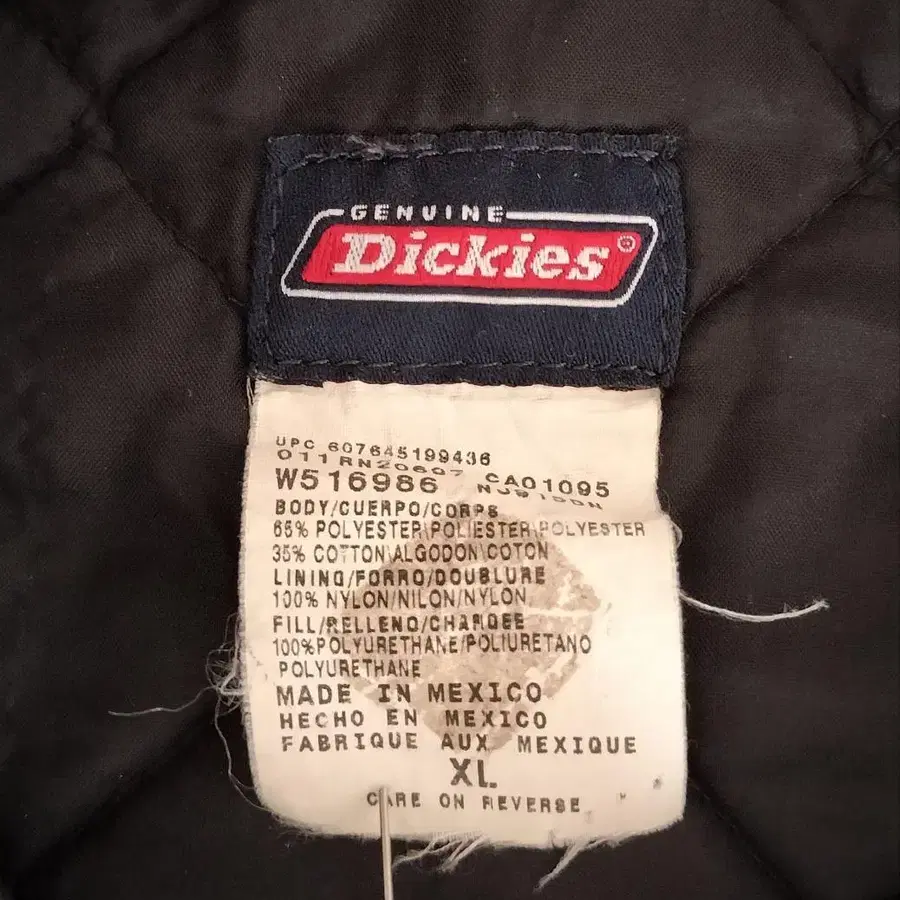 GENUINE
Dickies®
UPC 607645199436
011 RN20607 CA01095
W516986
BODY/CUERPO/CORPS
65% POLYESTER\POLIESTER\POLYESTER
35% COTTON\ALGODON\COTON
LINING/FORRO/DOUBLURE
100% NYLON/NILON/NYLON
FILL/RELLENO/CHARGEE
100%POLYURETHANE/POLIURETANO
POLYURETHANE
MADE IN MEXICO
HECHO EN MEXICO
FABRIQUE AUX MEXIQUE
XL
CARE ON REVERSE